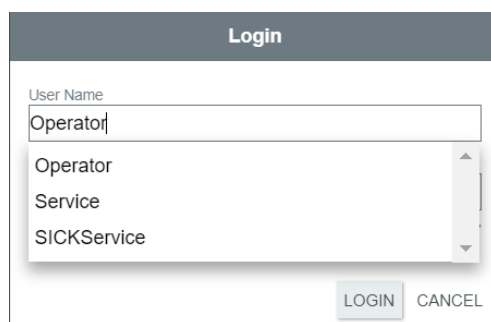 Login
User Name
Operator
Operator
Service
SICKService
LOGIN CANCEL